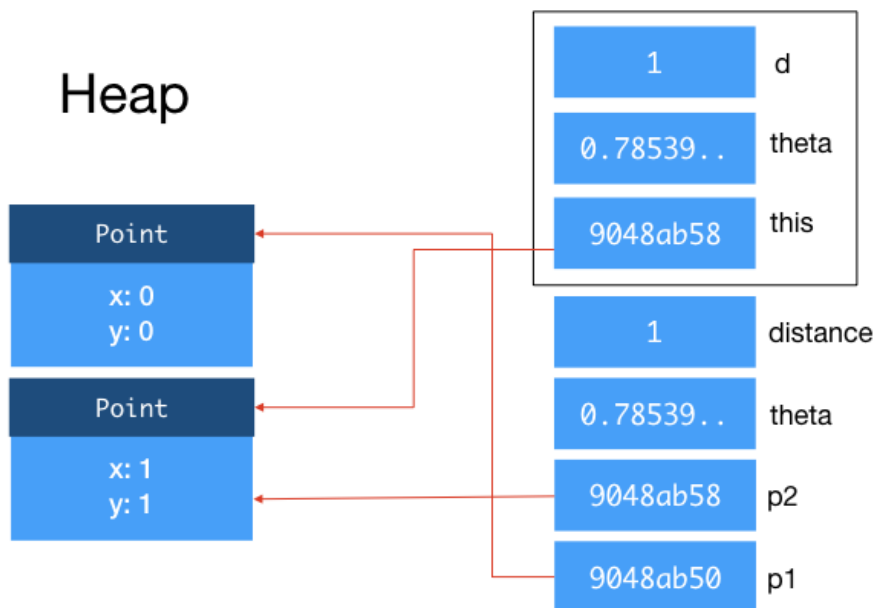 Heap
Point
x: 0
y: 0
Point
x: 1
y: 1
1 d
0.78539.. theta
9048ab58 this
1 distance
0.78539.. theta
9048ab58 p2
9048ab50 p1